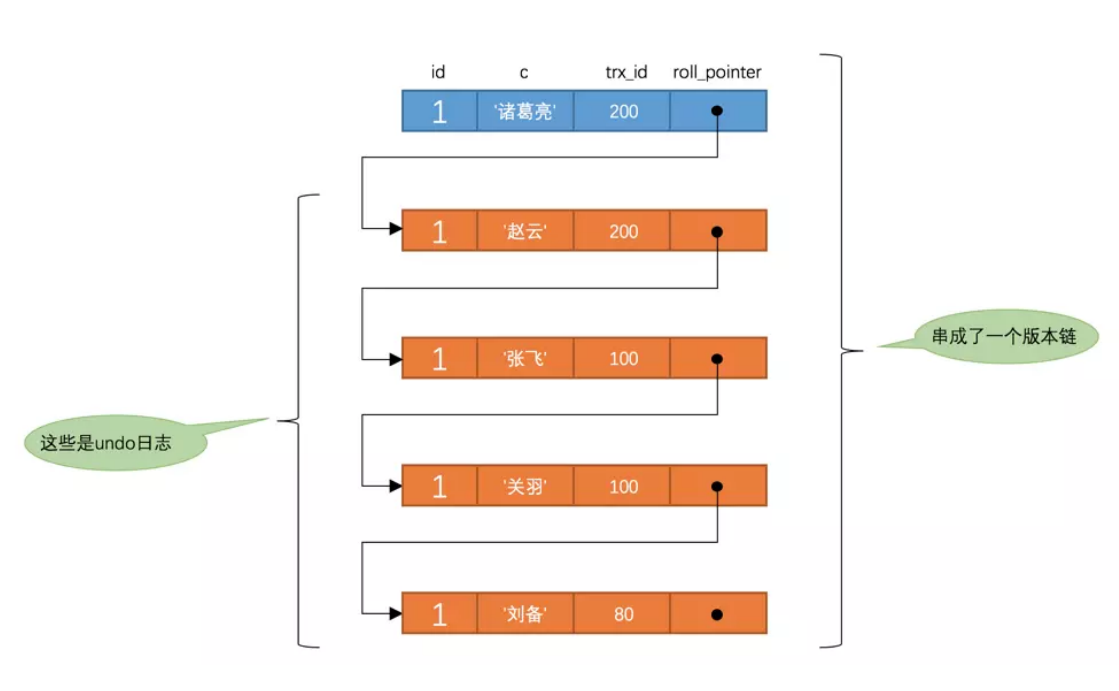 id c trx_id roll_pointer
1 '诸葛亮' 200
1 '赵云' 200
1 '张飞' 100
串成了一个版本链
这些是undo日志
1 '关羽' 100
1 '刘备' 80